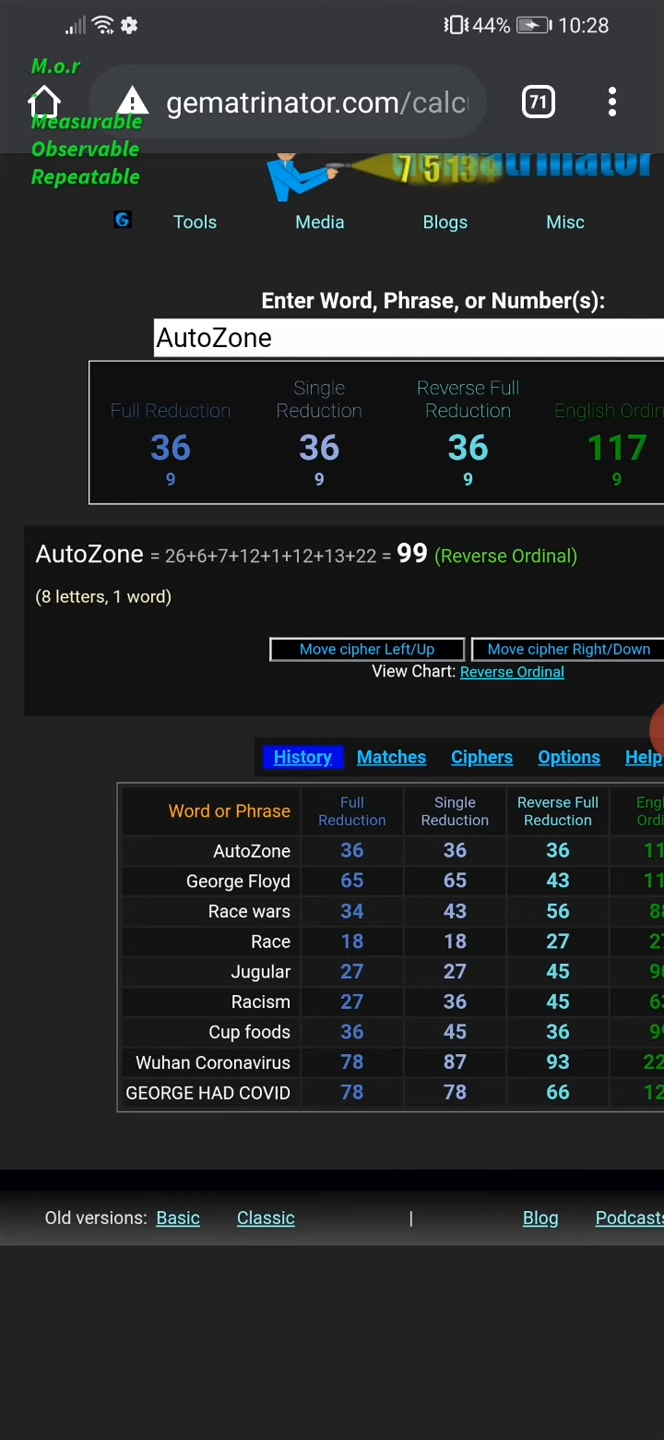 44% 10:28
M.o.r
gematrinator.com/calc
71
Measurable
Observable
Repeatable
G Tools Media Blogs Misc
Enter Word, Phrase, or Number(s):
AutoZone
Full Reduction Single Reduction Reverse Full Reduction English Ordin
36 36 36 117
9 9 9 9
AutoZone = 26+6+7+12+1+12+13+22 = 99 (Reverse Ordinal)
(8 letters, 1 word)
Move cipher Left/Up Move cipher Right/Down
View Chart: Reverse Ordinal
History Matches Ciphers Options Help
Word or Phrase Full Reduction Single Reduction Reverse Full Reduction
AutoZone 36 36 36
George Floyd 65 65 43
Race wars 34 43 56
Race 18 18 27
Jugular 27 27 45
Racism 27 36 45
Cup foods 36 45 36
Wuhan Coronavirus 78 87 93
GEORGE HAD COVID 78 78 66
Old versions: Basic Classic | Blog Podcasts